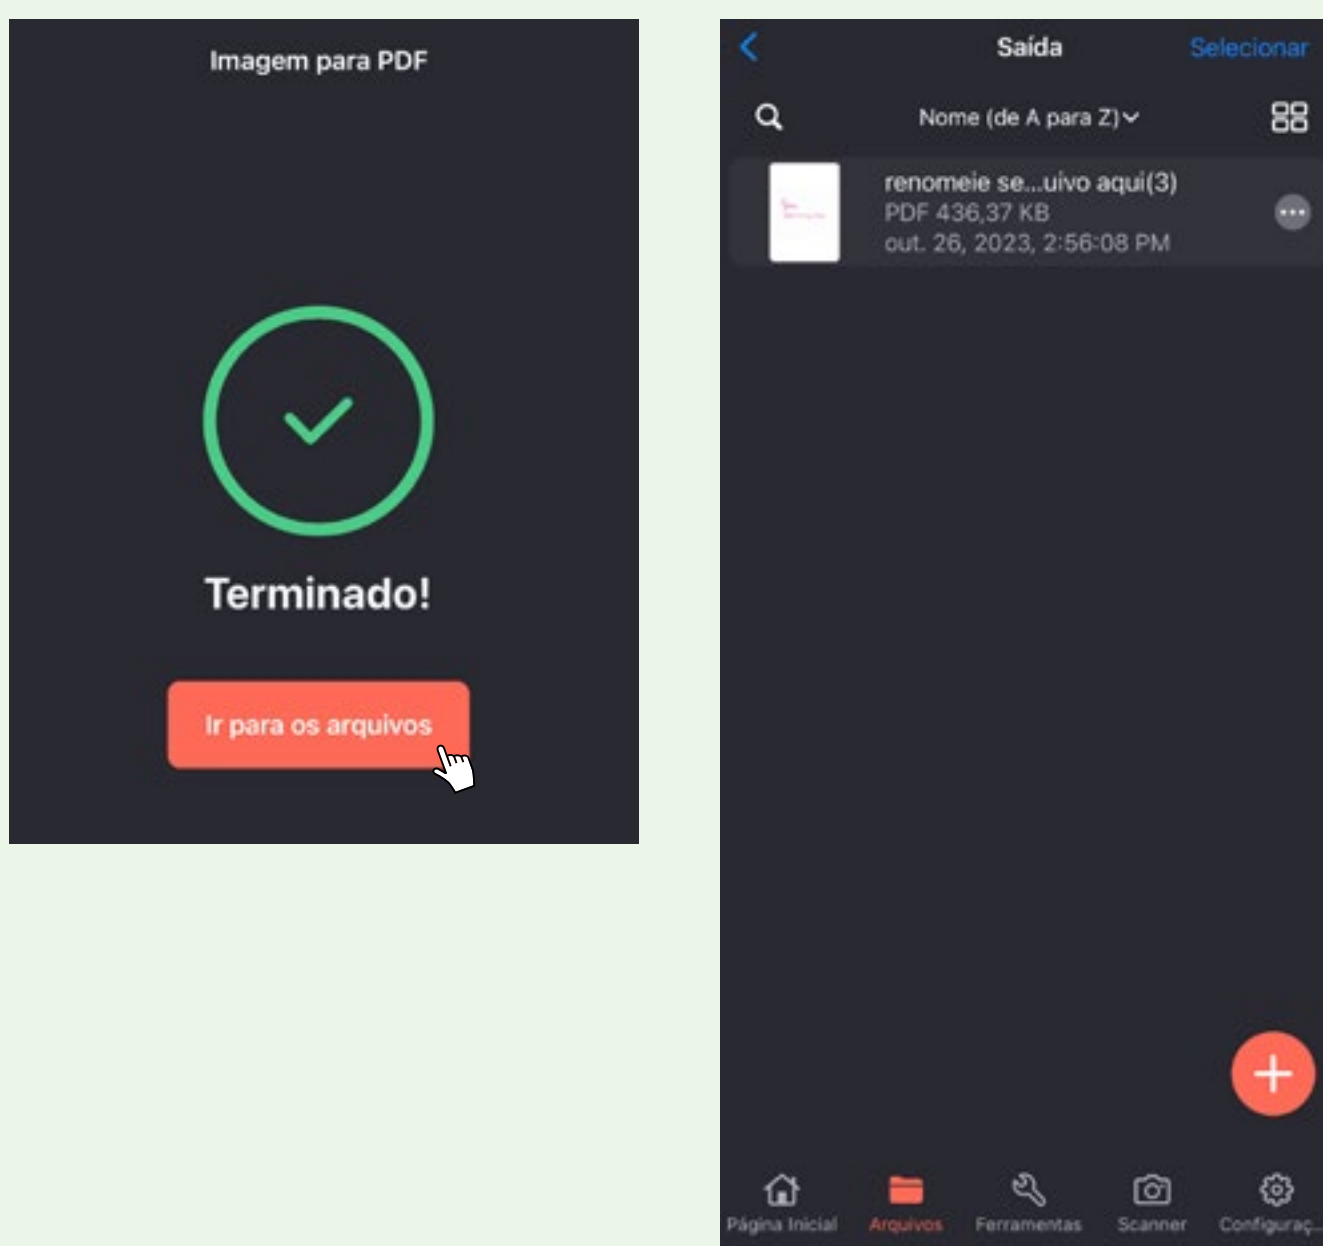 Imagem para PDF
Terminado!
Ir para os arquivos
Saída
Selecionar
Nome (de A para Z)
renomeie se...uivo aqui(3)
PDF 436,37 KB
out. 26, 2023, 2:56:08 PM
Página Inicial
Arquivos
Ferramentas
Scanner
Configuraç...